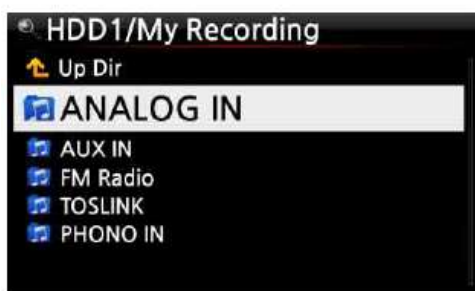 HDD1/My Recording
Up Dir
ANALOG IN
AUX IN
FM Radio
TOSLINK
PHONO IN